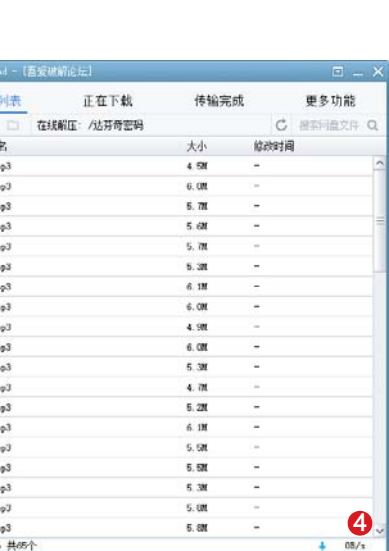 ad - [吾爱破解论坛]
列表 正在下载 传输完成 更多功能
在线解压: /达芬奇密码 搜索网盘文件
名 大小 修改时间
p3 4.5M -
p3 6.0M -
p3 5.7M -
p3 5.6M -
p3 5.7M -
p3 5.3M -
p3 6.1M -
p3 6.0M -
p3 4.9M -
p3 6.0M -
p3 5.3M -
p3 4.7M -
p3 5.2M -
p3 6.1M -
p3 5.5M -
p3 5.5M -
p3 5.3M -
p3 5.0M -
p3 5.8M -
4
共65个 0B/s